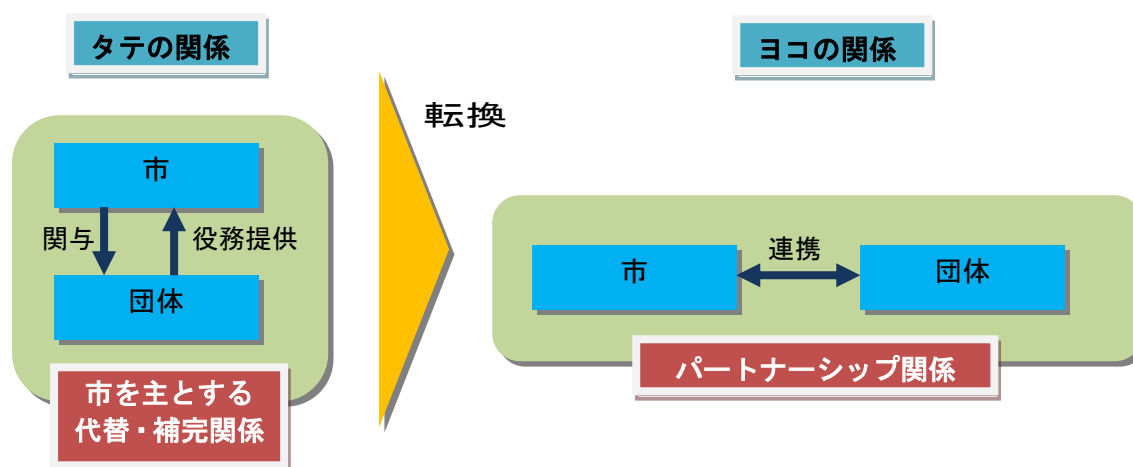 タテの関係
ヨコの関係
転換
市
関与
役務提供
団体
市を主とする
代替・補完関係
市
連携
団体
パートナーシップ関係